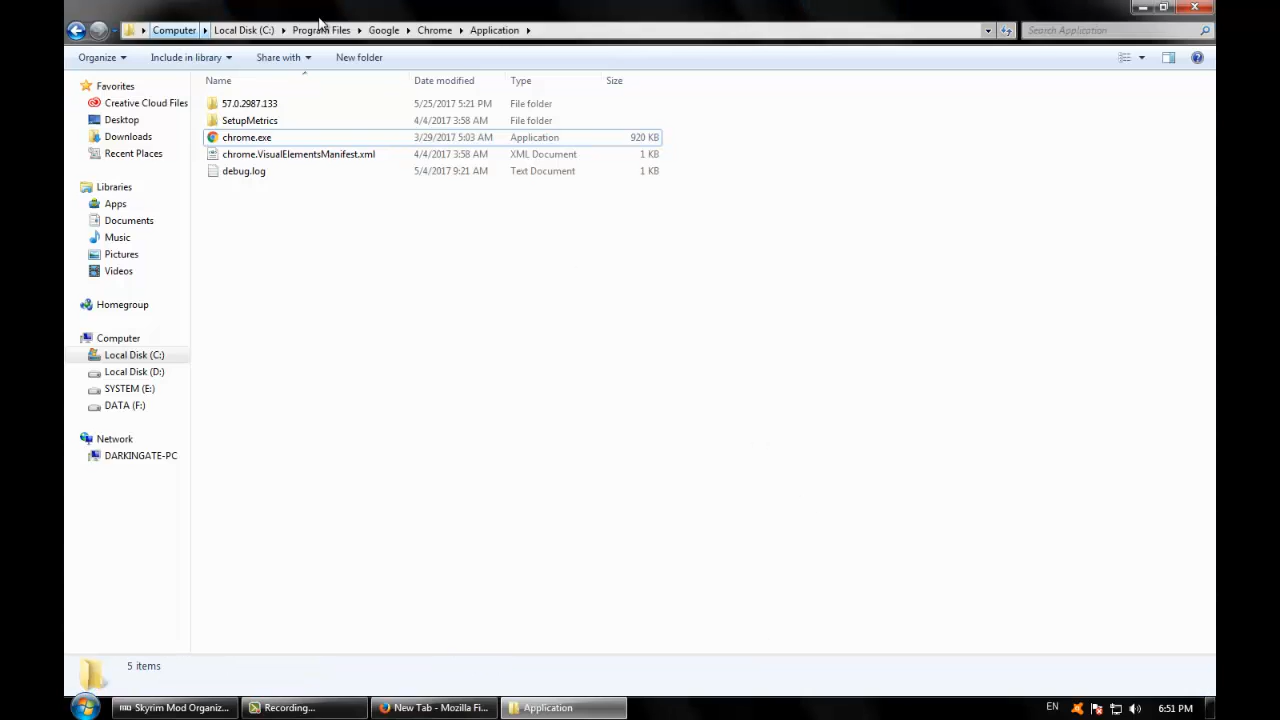 Computer Local Disk (C:) Program Files Google Chrome Application Search Application
Organize Include in library Share with New folder
Name Date modified Type Size
57.0.2987.133 5/25/2017 5:21 PM File folder
SetupMetrics 4/4/2017 3:58 AM File folder
chrome.exe 3/29/2017 5:03 AM Application 920 KB
chrome.VisualElementsManifest.xml 4/4/2017 3:58 AM XML Document 1 KB
debug.log 5/4/2017 9:21 AM Text Document 1 KB
Favorites
Creative Cloud Files
Desktop
Downloads
Recent Places
Libraries
Apps
Documents
Music
Pictures
Videos
Homegroup
Computer
Local Disk (C:)
Local Disk (D:)
SYSTEM (E:)
DATA (F:)
Network
DARKINGATE-PC
5 items
Skyrim Mod Organiz... Recording... New Tab - Mozilla Fi... Application EN 6:51 PM